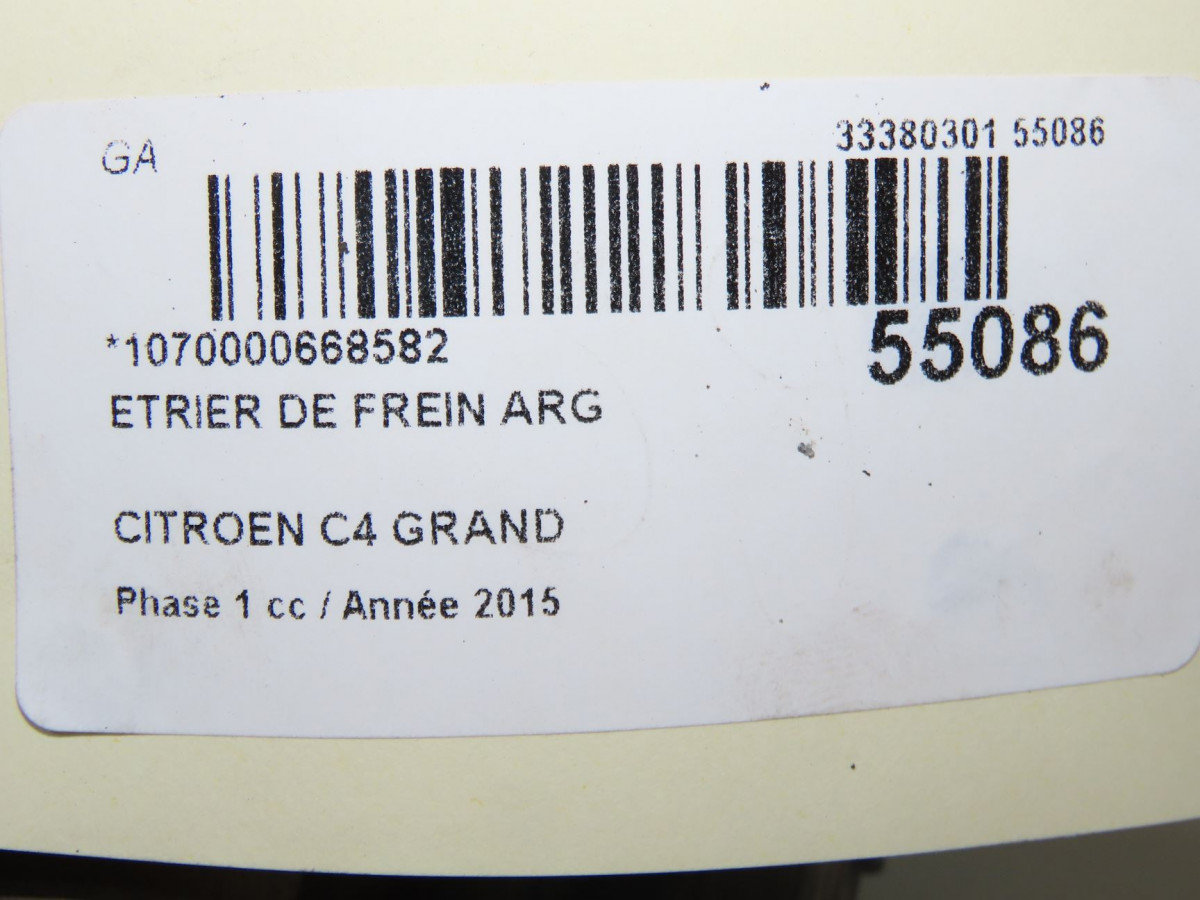 GA
33380301 55086
*1070000668582
55086
ETRIER DE FREIN ARG
CITROEN C4 GRAND
Phase 1 cc / Année 2015